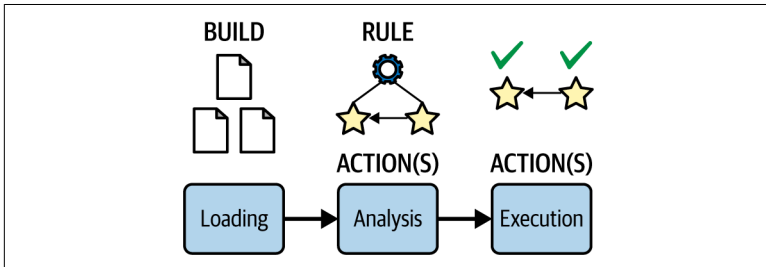 BUILD
RULE
ACTION(S)
ACTION(S)
Loading
Analysis
Execution